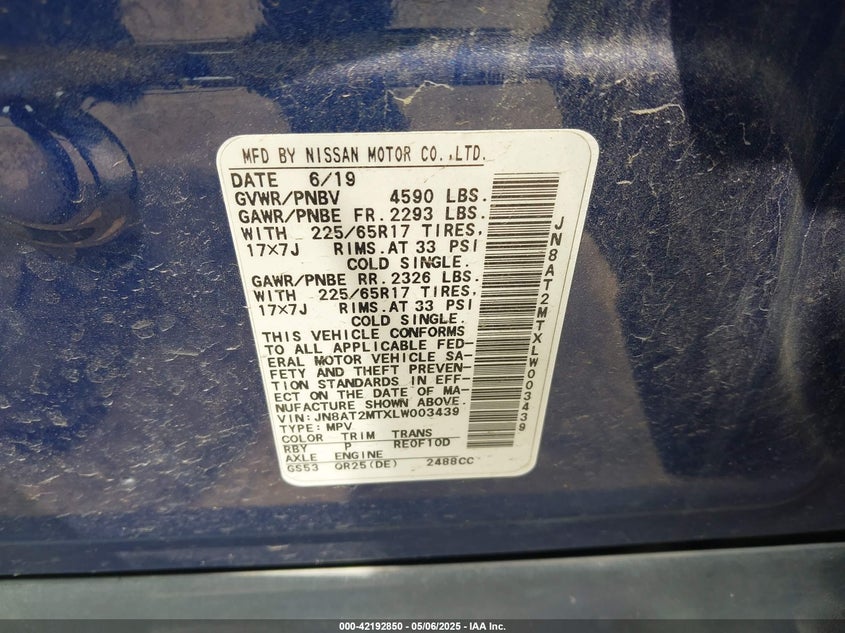 MFD BY NISSAN MOTOR CO.,LTD.
DATE 6/19
GVWR/PNBV 4590 LBS.
GAWR/PNBE FR.2293 LBS.
WITH 225/65R17 TIRES,
17×7J RIMS.AT 33 PSI
COLD SINGLE.
GAWR/PNBE RR.2326 LBS.
WITH 225/65R17 TIRES,
17×7J RIMS.AT 33 PSI
COLD SINGLE.
THIS VEHICLE CONFORMS
TO ALL APPLICABLE FED-
ERAL MOTOR VEHICLE SA-
FETY AND THEFT PREVEN-
TION STANDARDS IN EFF-
ECT ON THE DATE OF MA-
NUFACTURE SHOWN ABOVE.
VIN:JN8AT2MTXLW003439
TYPE:MPV
COLOR TRIM TRANS
RBY P RE0F10D
AXLE ENGINE
GS53 QR25(DE) 2488CC
JN8AT2MTXLW003439
000-42192850 - 05/06/2025 - IAA Inc.